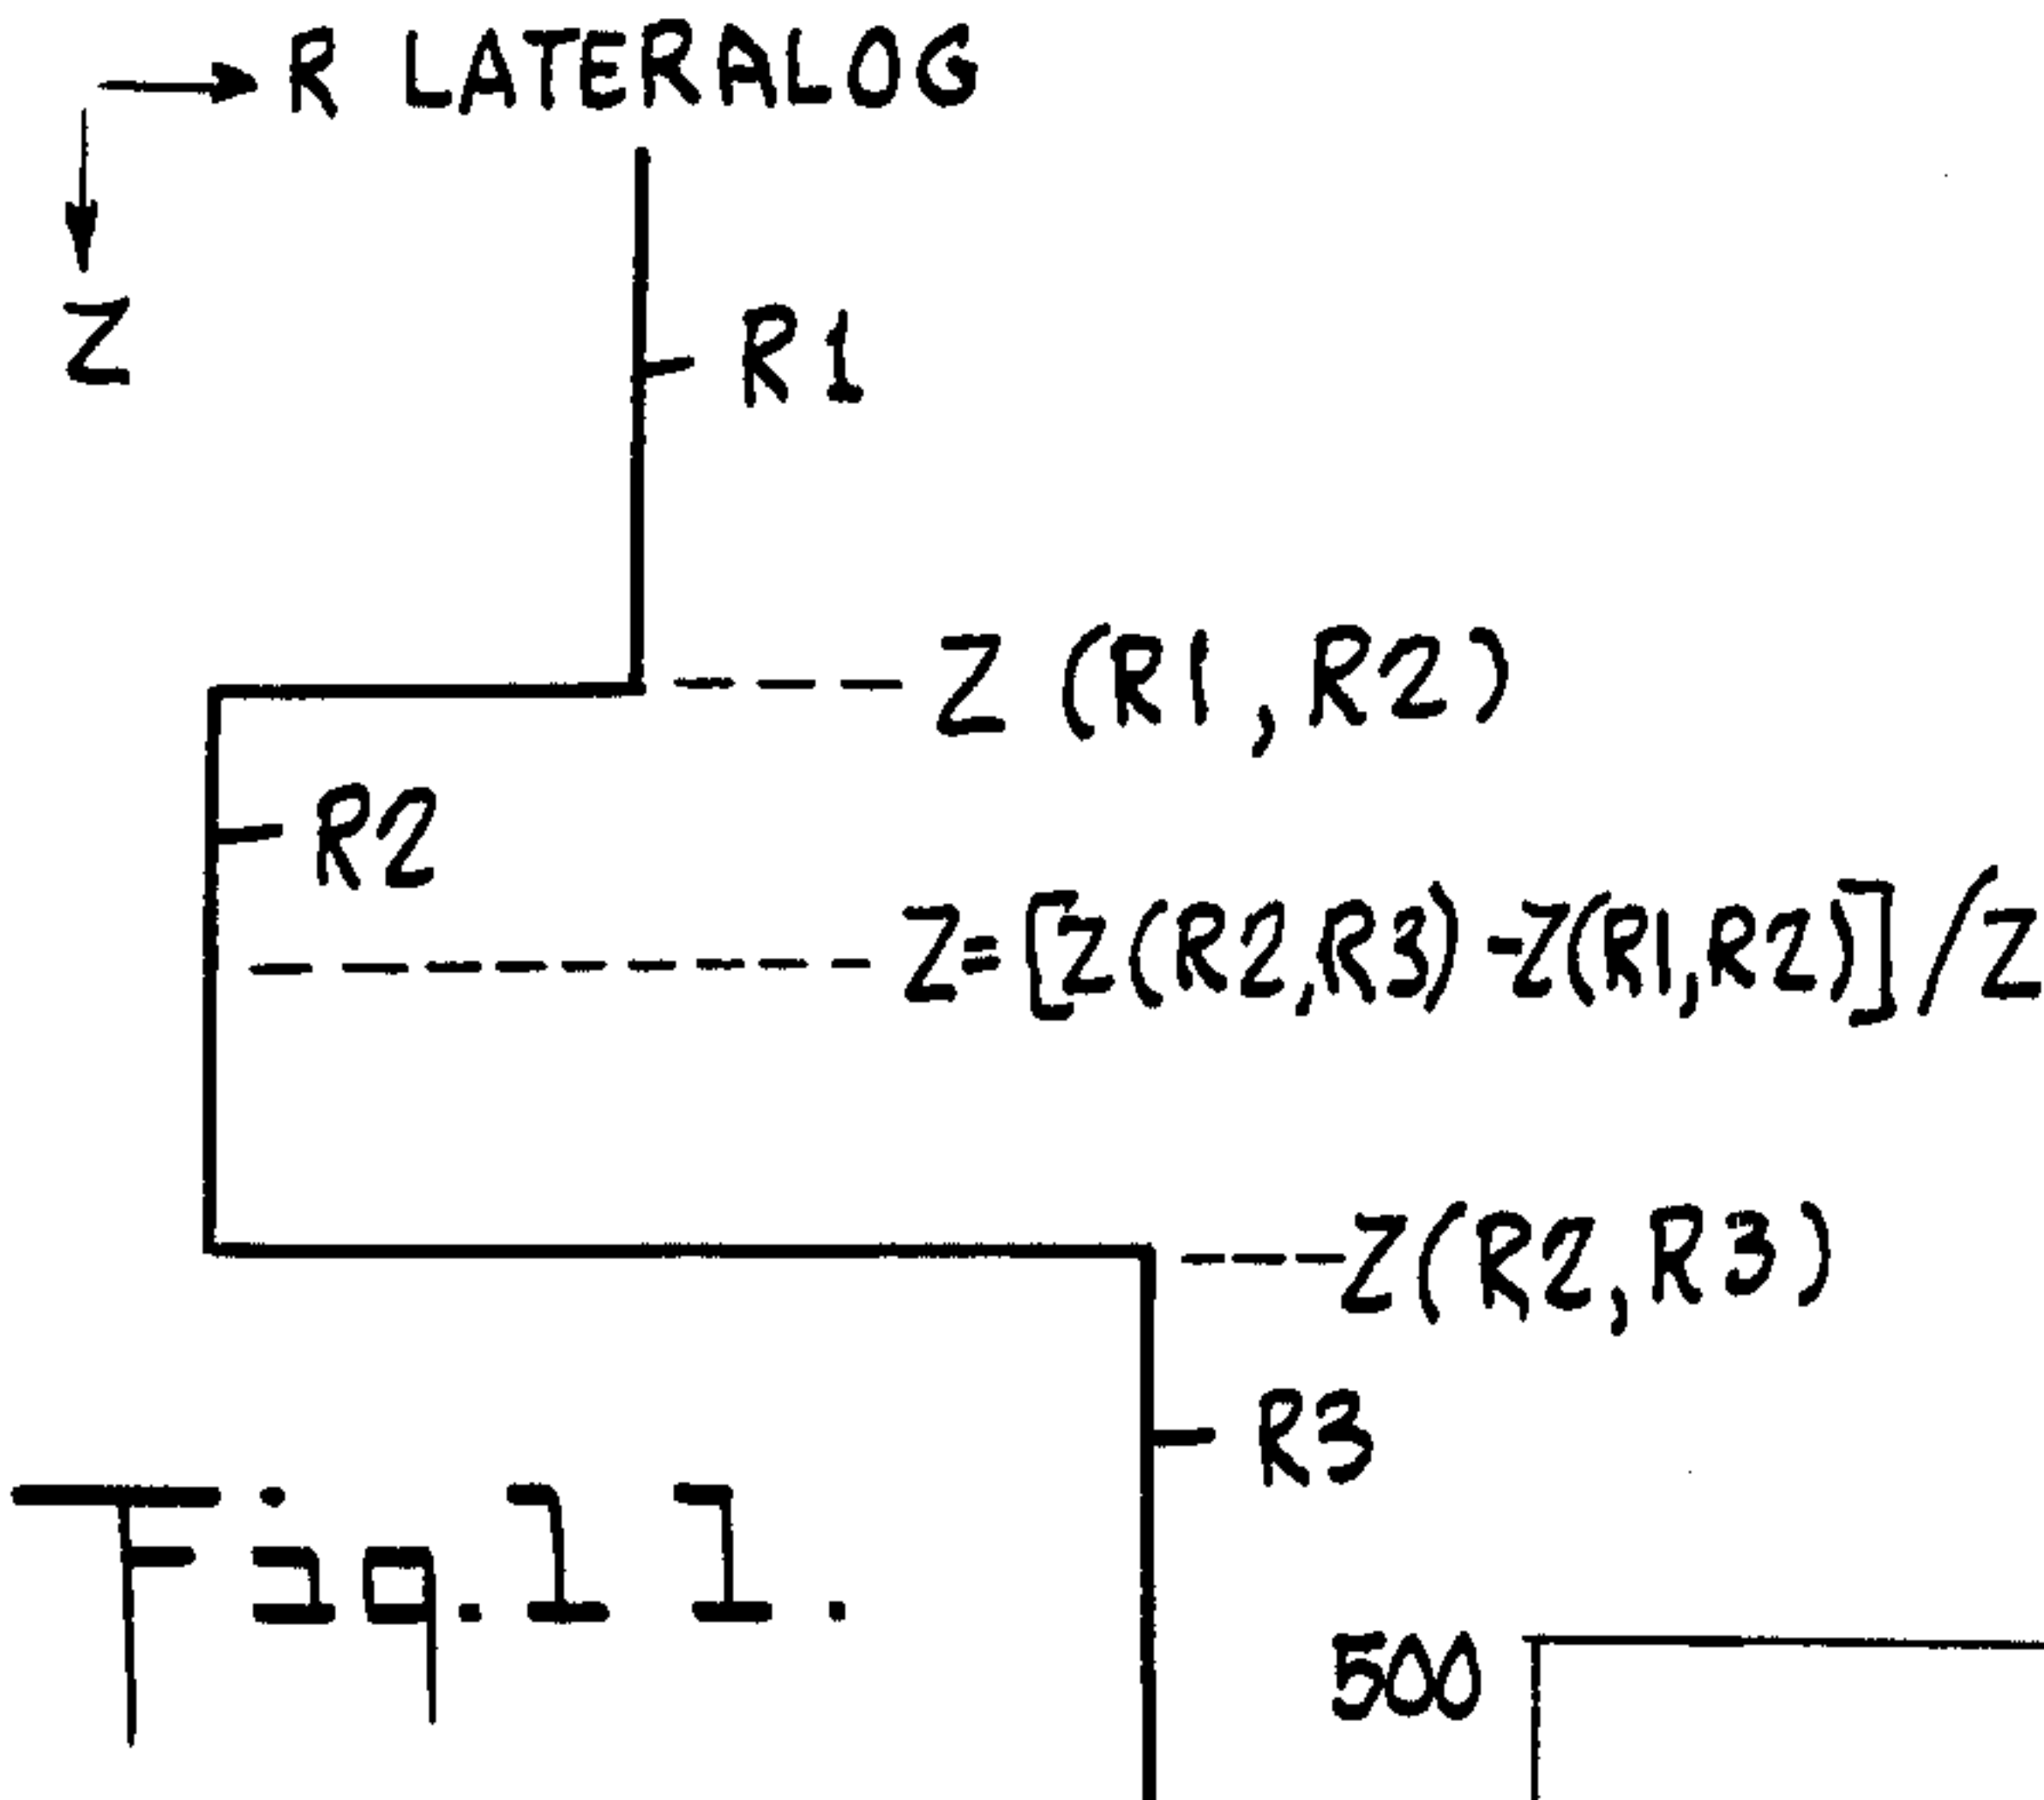 R LATERALOG
Z
R1
Z (R1,R2)
R2
Z=[Z(R2,R3)-Z(R1,R2)]/Z
Z(R2,R3)
R3
Fig. 11.
500